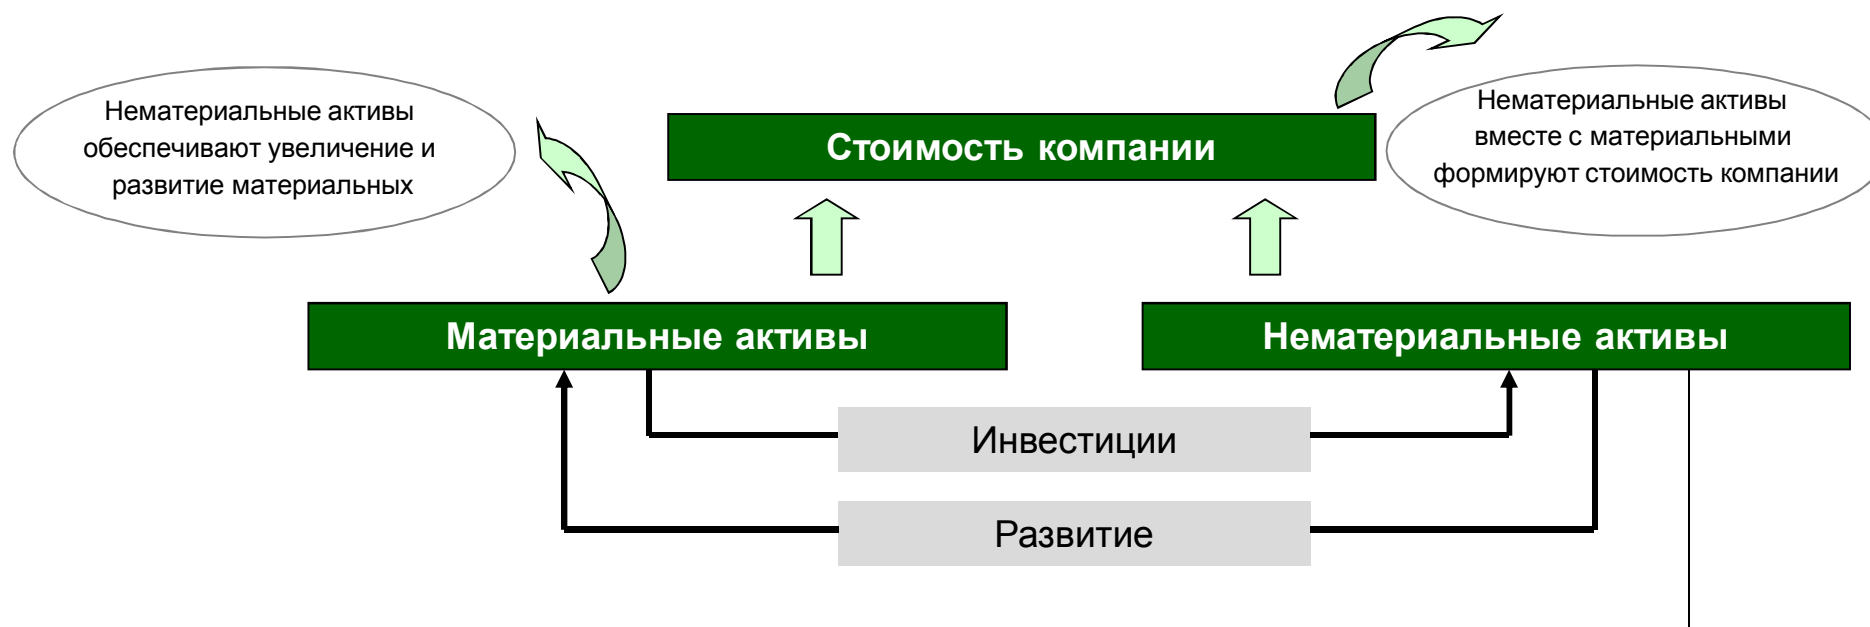 Нематериальные активы
обеспечивают увеличение и
развитие материальных
Стоимость компании
Нематериальные активы
вместе с материальными
формируют стоимость компании
Материальные активы
Нематериальные активы
Инвестиции
Развитие